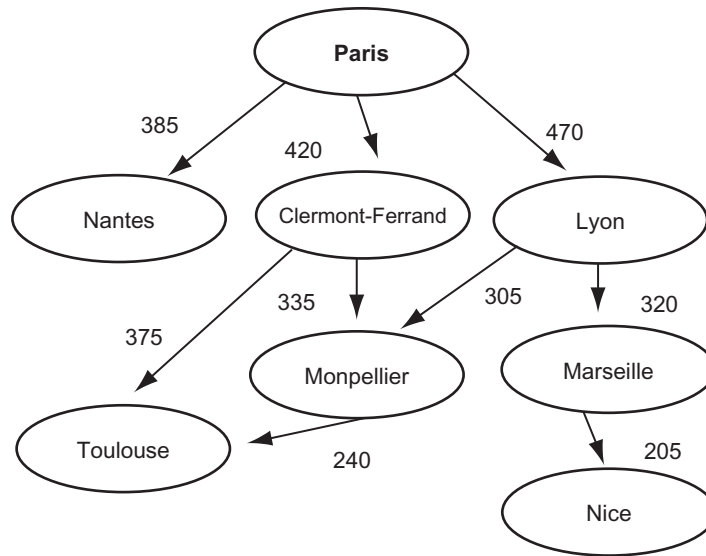 Paris
385
420
470
Nantes
Clermont-Ferrand
Lyon
375
335
305
320
Monpellier
Marseille
Toulouse
240
205
Nice